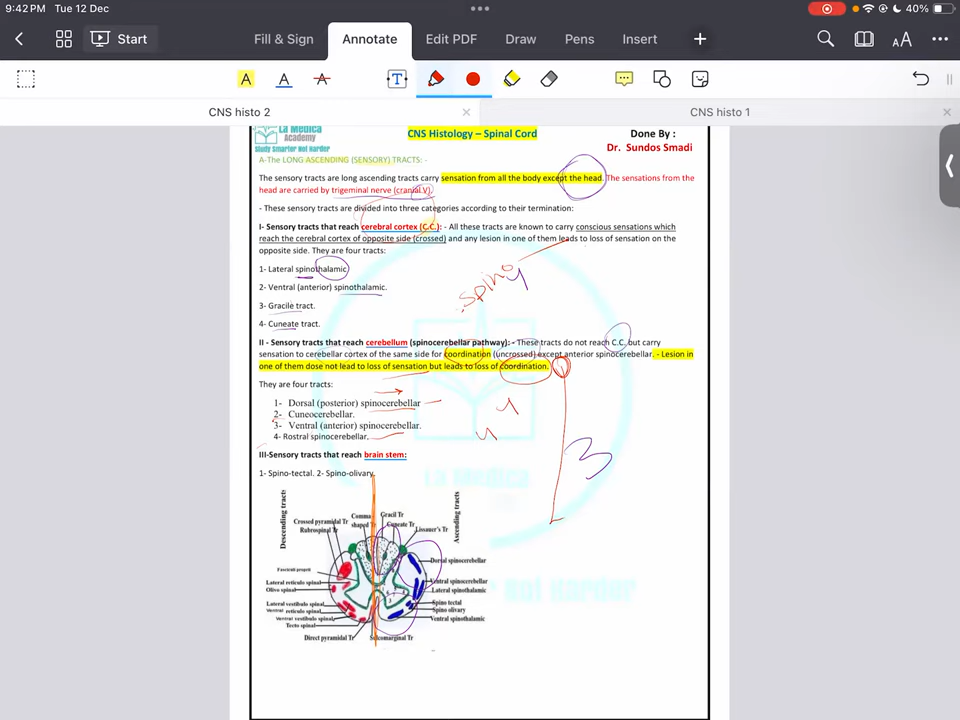 9:42 PM Tue 12 Dec
40%
Start
Fill & Sign
Annotate
Edit PDF
Draw
Pens
Insert
CNS histo 2
CNS histo 1
La Medica
Academy
Study Smarter Not Harder
CNS Histology – Spinal Cord
Done By :
Dr. Sundos Smadi
A-The LONG ASCENDING (SENSORY) TRACTS: -
The sensory tracts are long ascending tracts carry sensation from all the body except the head. The sensations from the
head are carried by trigeminal nerve (cranial V).
- These sensory tracts are divided into three categories according to their termination:
I- Sensory tracts that reach cerebral cortex (C.C.): - All these tracts are known to carry conscious sensations which
reach the cerebral cortex of opposite side (crossed) and any lesion in one of them leads to loss of sensation on the
opposite side. They are four tracts:
1- Lateral spinothalamic
2- Ventral (anterior) spinothalamic.
3- Gracile tract.
4- Cuneate tract.
spino
4
II - Sensory tracts that reach cerebellum (spinocerebellar pathway): - These tracts do not reach C.C. but carry
sensation to cerebellar cortex of the same side for coordination (uncrossed) except anterior spinocerebellar. - Lesion in
one of them dose not lead to loss of sensation but leads to loss of coordination.
They are four tracts:
1- Dorsal (posterior) spinocerebellar
2- Cuneocerebellar.
3- Ventral (anterior) spinocerebellar.
4- Rostral spinocerebellar.
4
4
3
III-Sensory tracts that reach brain stem:
1- Spino-tectal. 2- Spino-olivary.
Descending tracts
Ascending tracts
Crossed pyramidal Tr
Rubrospinal Tr
Comma
shaped Tr
Gracil Tr
Cuneate Tr
Lissauer's Tr
Dorsal spinocerebellar
Lateral reticulo spinal
Olivo spinal
Ventral spinocerebellar
Lateral spinothalamic
Lateral vestibulo spinal
Ventral reticulo spinal
Ventral vestibulo spinal
Tecto spinal
Spino tectal
Spino olivary
Ventral spinothalamic
Direct pyramidal Tr
Sulcomarginal Tr